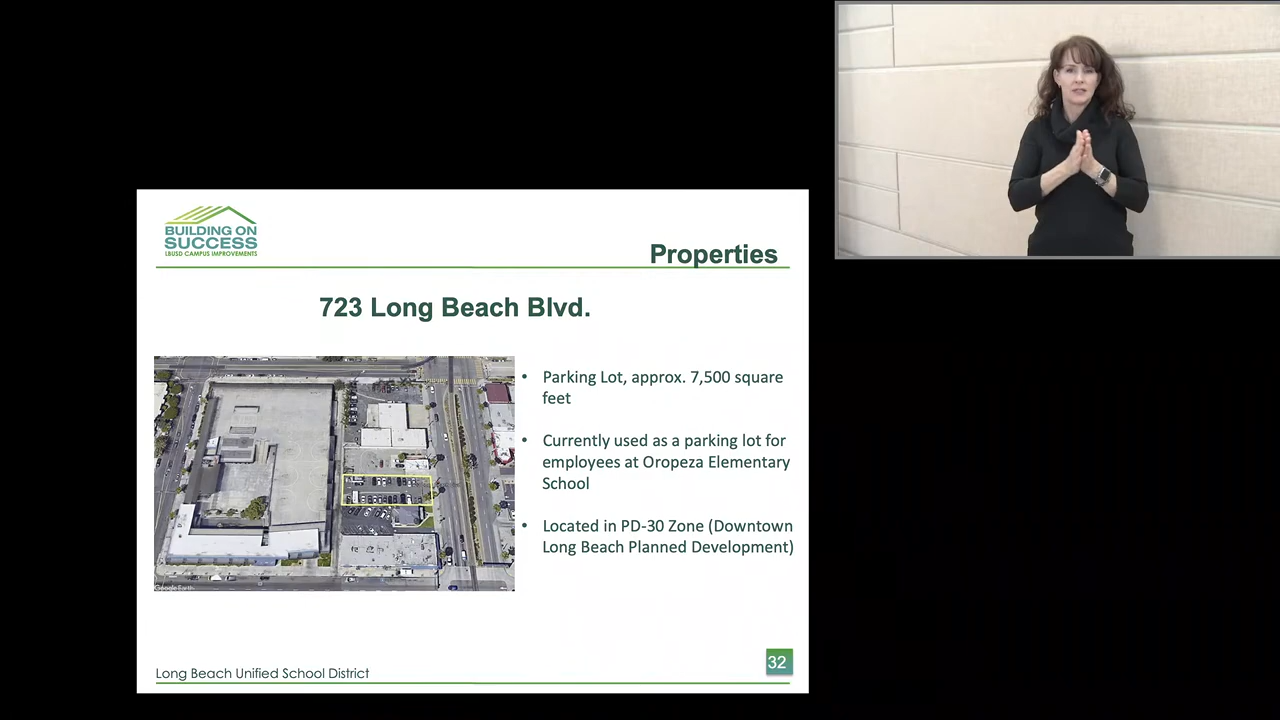 BUILDING ON
SUCCESS
LBUSD CAMPUS IMPROVEMENTS
Properties
723 Long Beach Blvd.
• Parking Lot, approx. 7,500 square
feet
• Currently used as a parking lot for
employees at Oropeza Elementary
School
• Located in PD-30 Zone (Downtown
Long Beach Planned Development)
Google Earth
Long Beach Unified School District
32